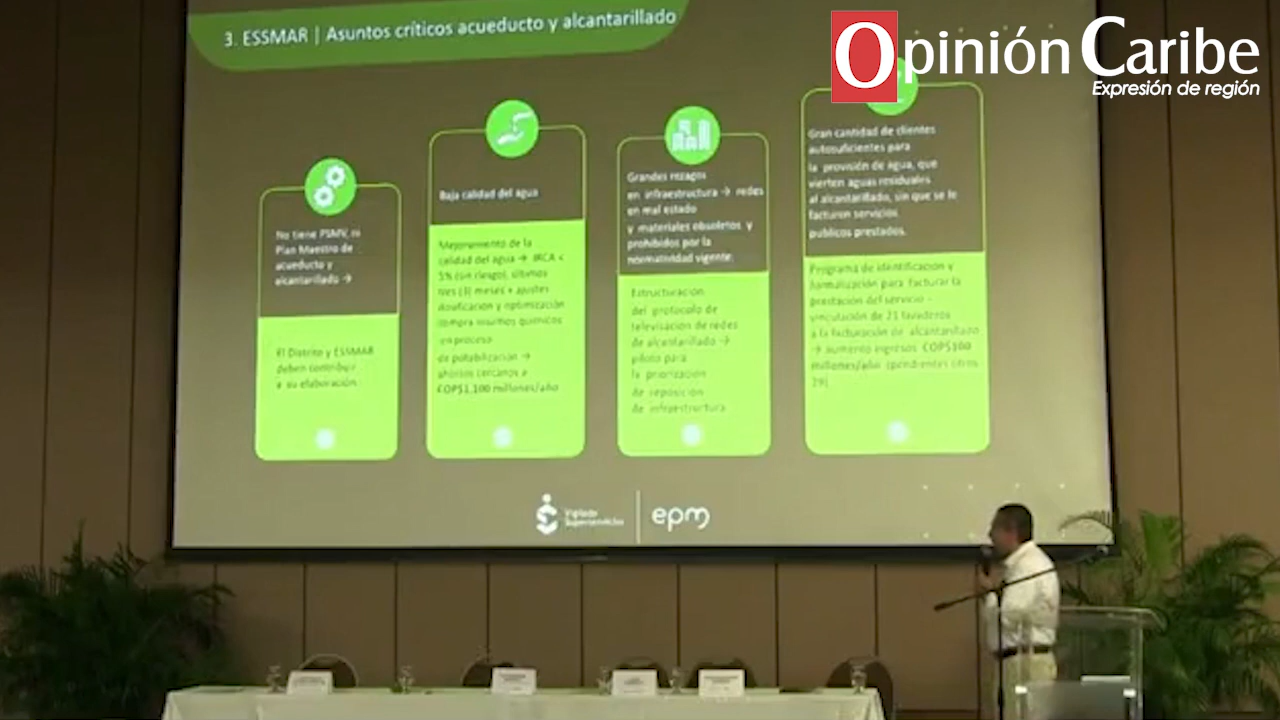 Opinión Caribe
Expresión de región
3. ESSMAR | Asuntos críticos acueducto y alcantarillado
No tiene PSMV, ni
Plan Maestro de
acueducto y
alcantarillado →
El Distrito y ESSMAR
deben contribuir
a su elaboración.
Baja calidad del agua
Mejoramiento de la
calidad del agua → IRCA <
5% (sin riesgo), últimos
tres (3) meses + ajustes
dosificación y optimización
compra insumos químicos
en proceso
de potabilización →
ahorros cercanos a
COP$1,100 millones/año
Grandes rezagos
en infraestructura → redes
en mal estado
y materiales obsoletos y
prohibidos por la
normatividad vigente.
Estructuración
del protocolo de
televisación de redes
de alcantarillado →
piloto para
la priorización
de reposición
de infraestructura
Gran cantidad de clientes
autosuficientes para
la provisión de agua, que
vierten aguas residuales
al alcantarillado, sin que se le
facturen servicios
publicos prestados.
Programa de identificación y
formalización para facturar la
prestación del servicio -
vinculación de 21 lavaderos
a la facturación de alcantarillado
→ aumento ingresos COP$100
millones/año (pendientes otros
29)
Vigilado
Superservicios
epm